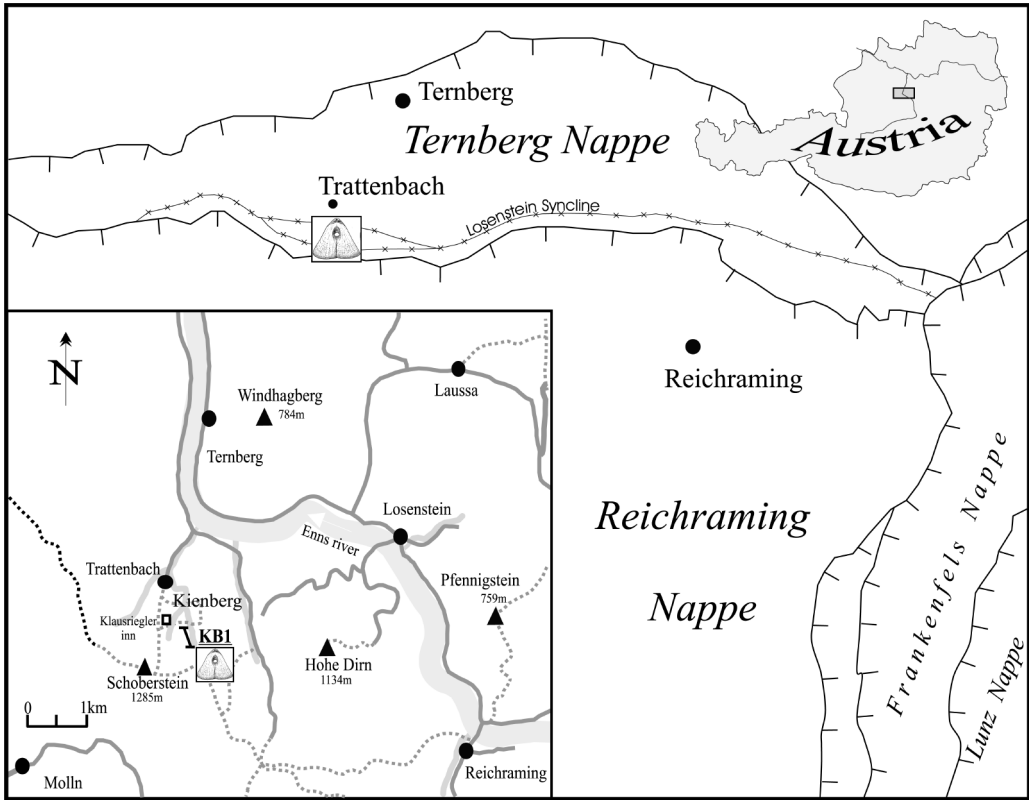 Ternberg
Ternberg Nappe
Austria
Trattenbach
Losenstein Syncline
Reichraming
Reichraming
Nappe
Frankenfels Nappe
Lunz Nappe
N
Windhagberg
784m
Laussa
Ternberg
Losenstein
Enns river
Trattenbach
Kienberg
Pfennigstein
759m
Klausriegler
inn
KB1
Hohe Dirn
1134m
Schoberstein
1285m
0 1km
Molln
Reichraming